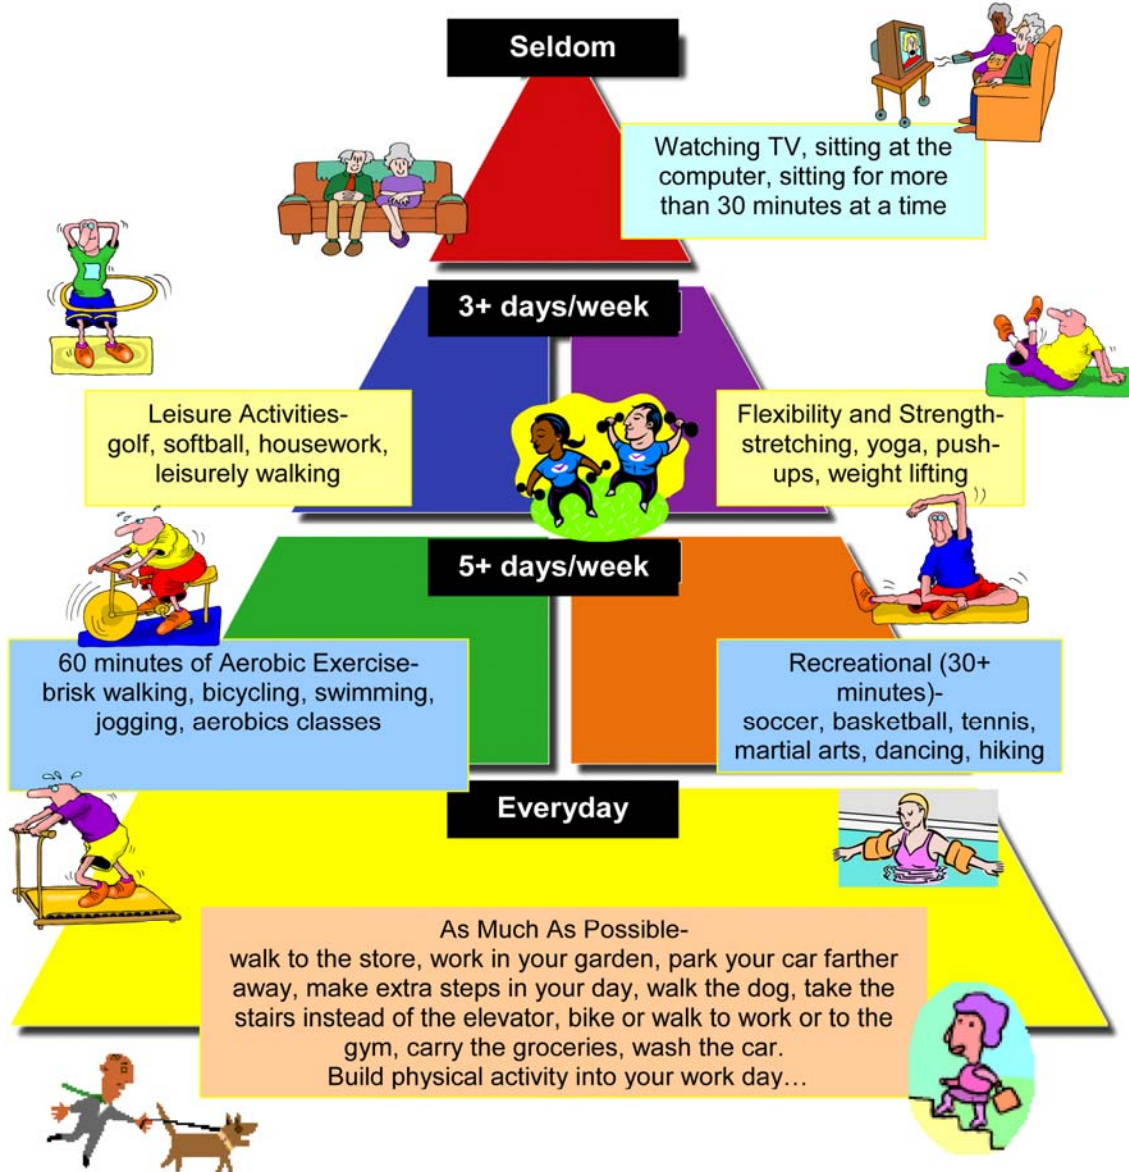 Seldom
Watching TV, sitting at the
computer, sitting for more
than 30 minutes at a time
3+ days/week
Leisure Activities-
golf, softball, housework,
leisurely walking
Flexibility and Strength-
stretching, yoga, push-
ups, weight lifting
5+ days/week
60 minutes of Aerobic Exercise-
brisk walking, bicycling, swimming,
jogging, aerobics classes
Recreational (30+
minutes)-
soccer, basketball, tennis,
martial arts, dancing, hiking
Everyday
As Much As Possible-
walk to the store, work in your garden, park your car farther
away, make extra steps in your day, walk the dog, take the
stairs instead of the elevator, bike or walk to work or to the
gym, carry the groceries, wash the car.
Build physical activity into your work day…